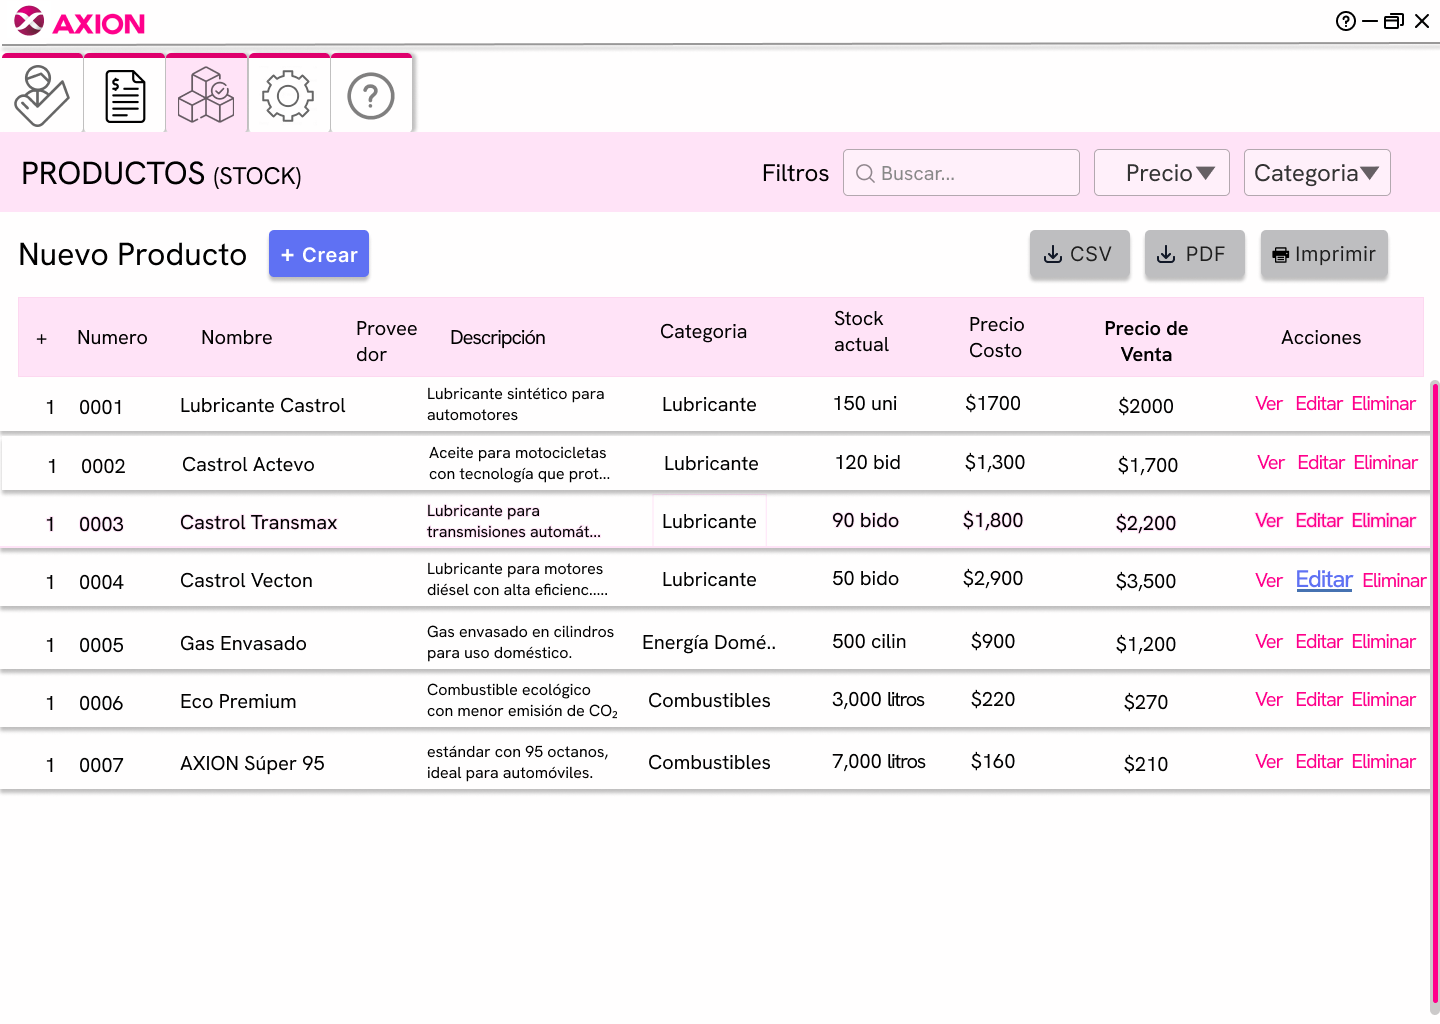 AXION
PRODUCTOS (STOCK)
Filtros
Buscar...
Precio
Categoria
Nuevo Producto
+ Crear
CSV
PDF
Imprimir
+ Numero Nombre Provee
dor Descripción Categoria Stock
actual Precio
Costo Precio de
Venta Acciones
1 0001 Lubricante Castrol Lubricante sintético para
automotores Lubricante 150 uni $1700 $2000 Ver Editar Eliminar
1 0002 Castrol Actevo Aceite para motocicletas
con tecnología que prot... Lubricante 120 bid $1,300 $1,700 Ver Editar Eliminar
1 0003 Castrol Transmax Lubricante para
transmisiones automát... Lubricante 90 bido $1,800 $2,200 Ver Editar Eliminar
1 0004 Castrol Vecton Lubricante para motores
diésel con alta eficienc..... Lubricante 50 bido $2,900 $3,500 Ver Editar Eliminar
1 0005 Gas Envasado Gas envasado en cilindros
para uso doméstico. Energía Domé.. 500 cilin $900 $1,200 Ver Editar Eliminar
1 0006 Eco Premium Combustible ecológico
con menor emisión de CO₂ Combustibles 3,000 litros $220 $270 Ver Editar Eliminar
1 0007 AXION Súper 95 estándar con 95 octanos,
ideal para automóviles. Combustibles 7,000 litros $160 $210 Ver Editar Eliminar